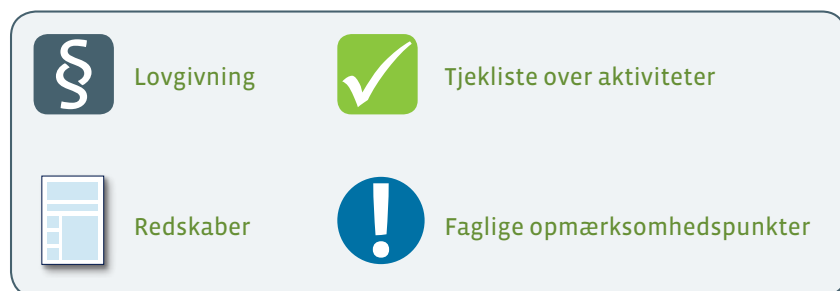 § Lovgivning
Tjekliste over aktiviteter
Redskaber
! Faglige opmærksomhedspunkter